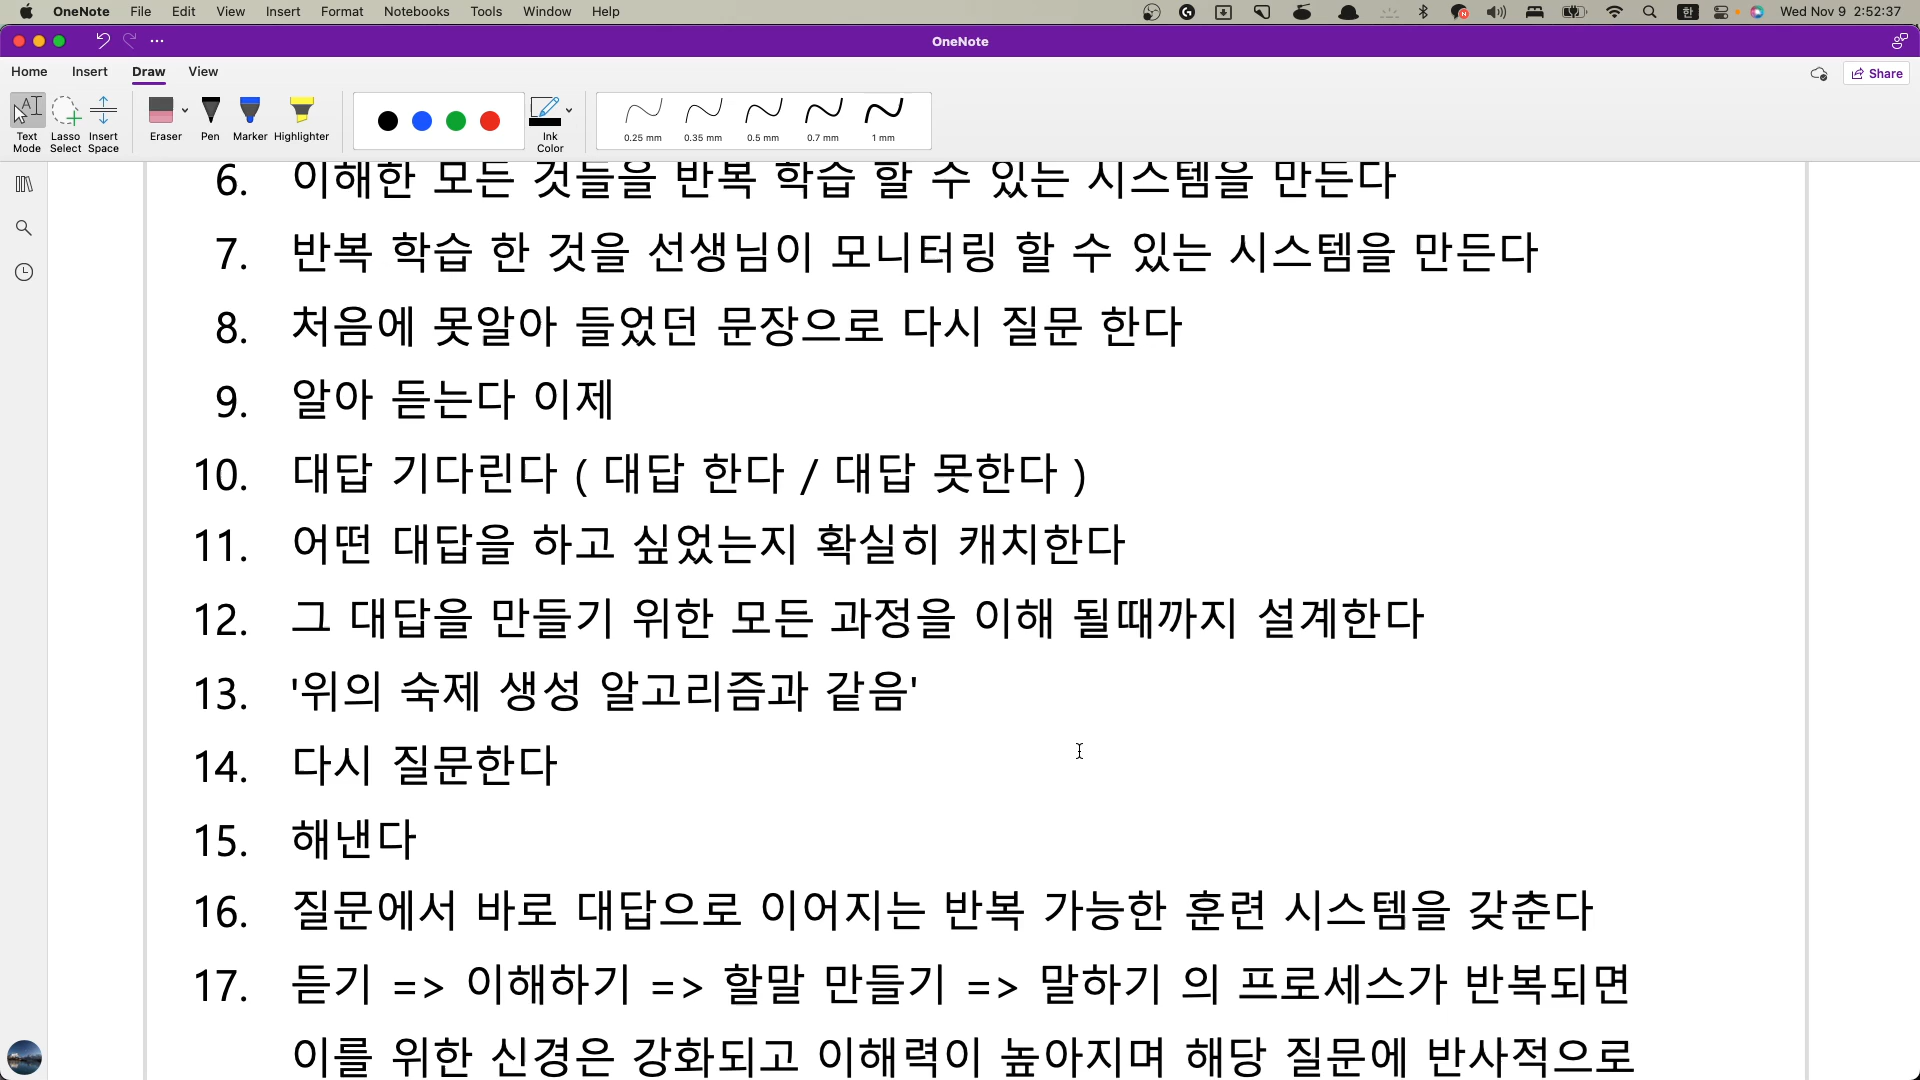 OneNote File Edit View Insert Format Notebooks Tools Window Help 한 Wed Nov 9 2:52:37
OneNote
Home Insert Draw View Share
Text Mode Lasso Select Insert Space Eraser Pen Marker Highlighter Ink Color 0.25 mm 0.35 mm 0.5 mm 0.7 mm 1 mm
6. 이해한 모든 것들을 반복 학습 할 수 있는 시스템을 만든다
7. 반복 학습 한 것을 선생님이 모니터링 할 수 있는 시스템을 만든다
8. 처음에 못알아 들었던 문장으로 다시 질문 한다
9. 알아 듣는다 이제
10. 대답 기다린다 ( 대답 한다 / 대답 못한다 )
11. 어떤 대답을 하고 싶었는지 확실히 캐치한다
12. 그 대답을 만들기 위한 모든 과정을 이해 될때까지 설계한다
13. '위의 숙제 생성 알고리즘과 같음'
14. 다시 질문한다
15. 해낸다
16. 질문에서 바로 대답으로 이어지는 반복 가능한 훈련 시스템을 갖춘다
17. 듣기 => 이해하기 => 할말 만들기 => 말하기 의 프로세스가 반복되면
이를 위한 신경은 강화되고 이해력이 높아지며 해당 질문에 반사적으로